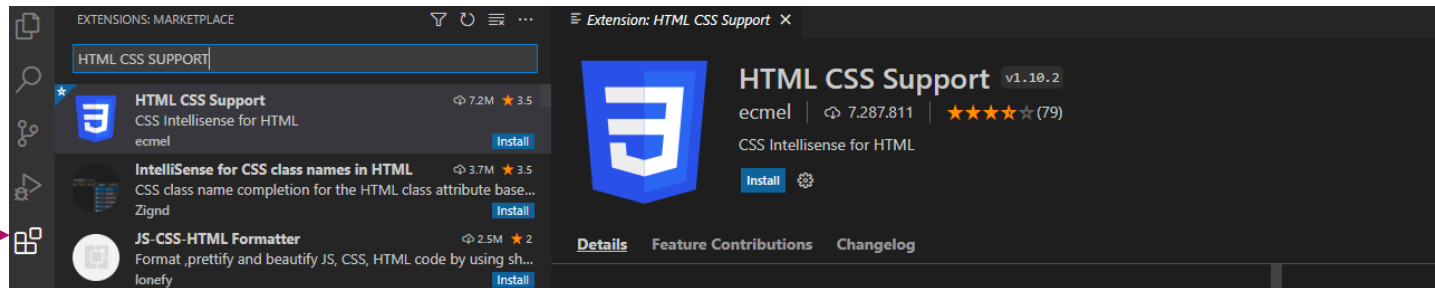 EXTENSIONS: MARKETPLACE
HTML CSS SUPPORT
HTML CSS Support 7.2M 3.5
CSS Intellisense for HTML
ecmel Install
IntelliSense for CSS class names in HTML 3.7M 3.5
CSS class name completion for the HTML class attribute base...
Zignd Install
JS-CSS-HTML Formatter 2.5M 2
Format ,prettify and beautify JS, CSS, HTML code by using sh...
lonefy Install
Extension: HTML CSS Support
HTML CSS Support v1.10.2
ecmel 7.287.811 (79)
CSS Intellisense for HTML
Install
Details Feature Contributions Changelog